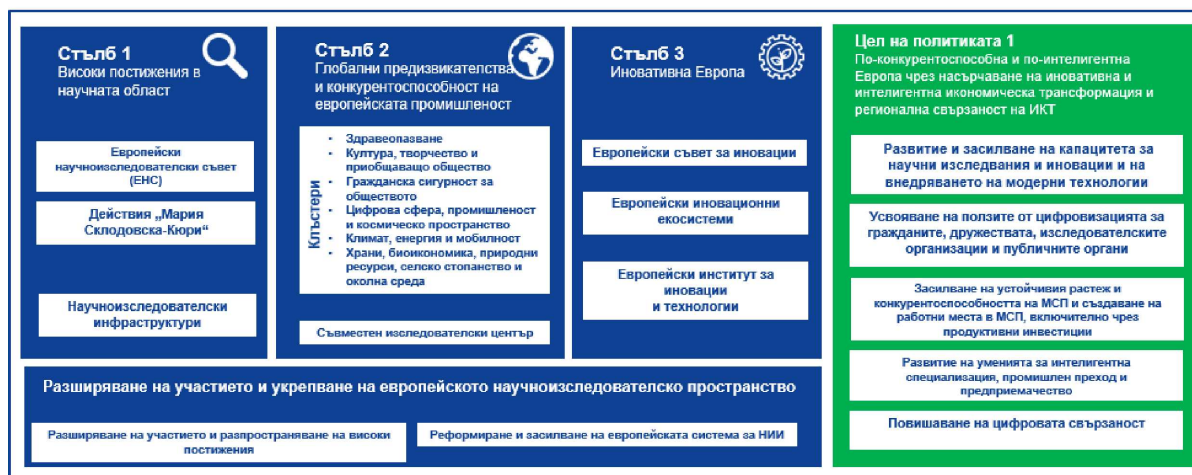 Стълб 1
Високи постижения в
научната област
Европейски
научноизследователски съвет
(ЕНС)
Действия „Мария
Склодовска-Кюри“
Научноизследователски
инфраструктури
Стълб 2
Глобални предизвикателства
и конкурентоспособност на
европейската промишленост
Клъстери
• Здравеопазване
• Култура, творчество и
приобщаващо общество
• Гражданска сигурност за
обществото
• Цифрова сфера, промишленост
и космическо пространство
• Климат, енергия и мобилност
• Храни, биоикономика, природни
ресурси, селско стопанство и
околна среда
Съвместен изследователски център
Стълб 3
Иновативна Европа
Европейски съвет за иновации
Европейски иновационни
екосистеми
Европейски институт за
иновации
и технологии
Разширяване на участието и укрепване на европейското научноизследователско пространство
Разширяване на участието и разпространяване на високи
постижения
Реформиране и засилване на европейската система за НИИ
Цел на политиката 1
По-конкурентоспособна и по-интелигентна
Европа чрез насърчаване на иновативна и
интелигентна икономическа трансформация и
регионална свързаност на ИКТ
Развитие и засилване на капацитета за
научни изследвания и иновации и на
внедряването на модерни технологии
Усвояване на ползите от цифровизацията за
гражданите, дружествата, изследователските
организации и публичните органи
Засилване на устойчивия растеж и
конкурентоспособността на МСП и създаване на
работни места в МСП, включително чрез
продуктивни инвестиции
Развитие на уменията за интелигентна
специализация, промишлен преход и
предприемачество
Повишаване на цифровата свързаност